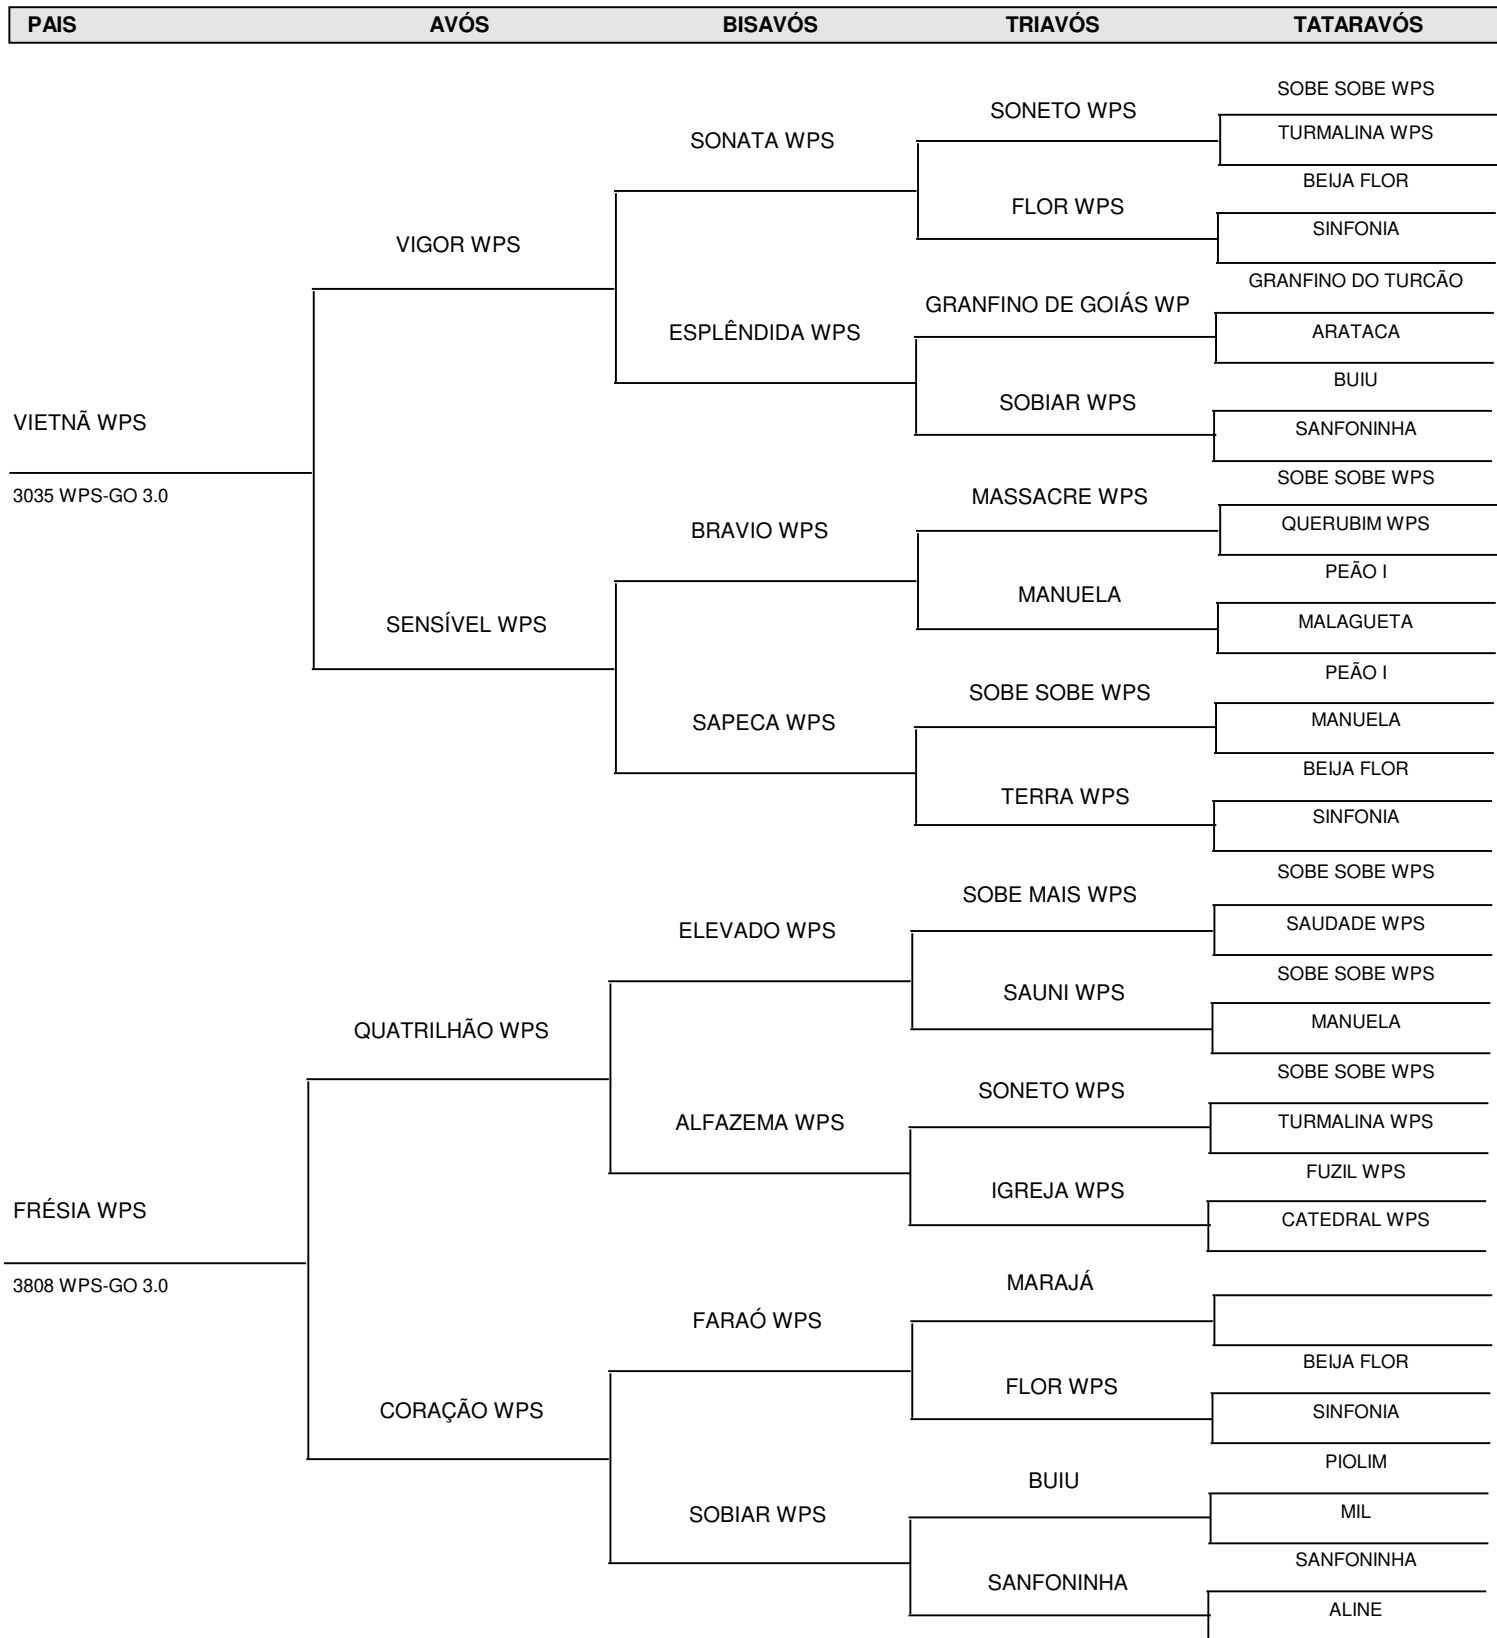 PAIS AVÓS BISAVÓS TRIAVÓS TATARAVÓS
SOBE SOBE WPS
SONETO WPS
TURMALINA WPS
SONATA WPS
BEIJA FLOR
FLOR WPS
SINFONIA
VIGOR WPS
GRANFINO DO TURCÃO
GRANFINO DE GOIÁS WP
ARATACA
ESPLÊNDIDA WPS
BUIU
SOBIAR WPS
SANFONINHA
VIETNÃ WPS
SOBE SOBE WPS
3035 WPS-GO 3.0
MASSACRE WPS
QUERUBIM WPS
BRAVIO WPS
PEÃO I
MANUELA
MALAGUETA
SENSÍVEL WPS
PEÃO I
SOBE SOBE WPS
MANUELA
SAPECA WPS
BEIJA FLOR
TERRA WPS
SINFONIA
SOBE SOBE WPS
SOBE MAIS WPS
SAUDADE WPS
ELEVADO WPS
SOBE SOBE WPS
SAUNI WPS
MANUELA
QUATRILHÃO WPS
SOBE SOBE WPS
SONETO WPS
TURMALINA WPS
ALFAZEMA WPS
FUZIL WPS
IGREJA WPS
CATEDRAL WPS
FRÉSIA WPS
3808 WPS-GO 3.0
MARAJÁ
FARAÓ WPS
BEIJA FLOR
FLOR WPS
SINFONIA
CORAÇÃO WPS
PIOLIM
BUIU
MIL
SOBIAR WPS
SANFONINHA
SANFONINHA
ALINE